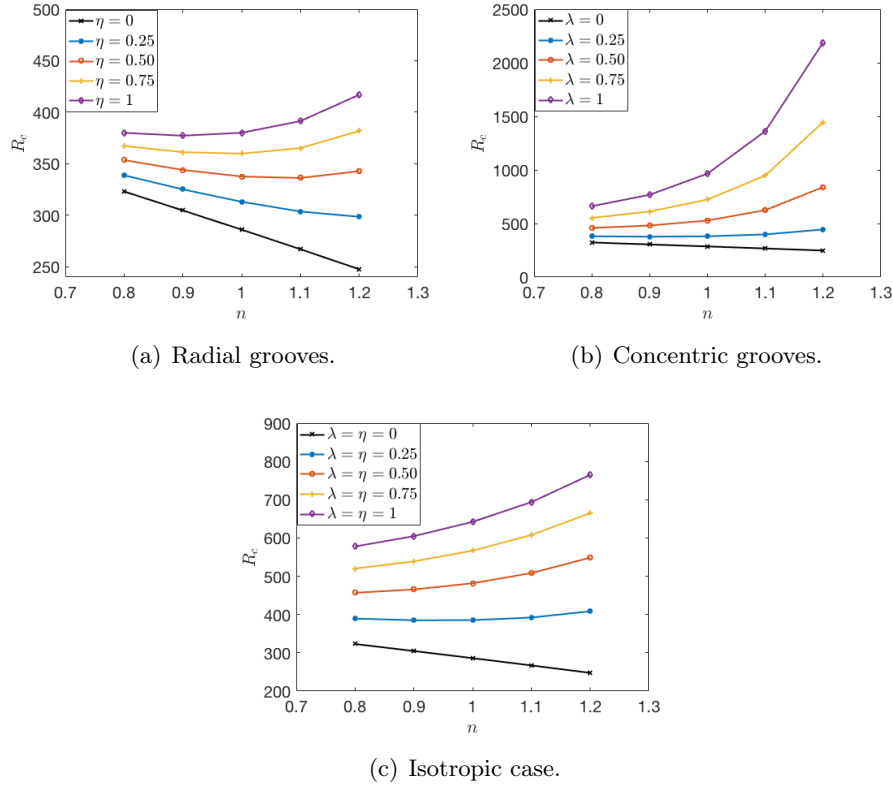 500
450
400
350
300
250
R_c
0.7 0.8 0.9 1 1.1 1.2 1.3
n
η = 0
η = 0.25
η = 0.50
η = 0.75
η = 1
(a) Radial grooves.
2500
2000
1500
1000
500
0
R_c
0.7 0.8 0.9 1 1.1 1.2 1.3
n
λ = 0
λ = 0.25
λ = 0.50
λ = 0.75
λ = 1
(b) Concentric grooves.
900
800
700
600
500
400
300
200
R_c
0.7 0.8 0.9 1 1.1 1.2 1.3
n
λ = η = 0
λ = η = 0.25
λ = η = 0.50
λ = η = 0.75
λ = η = 1
(c) Isotropic case.